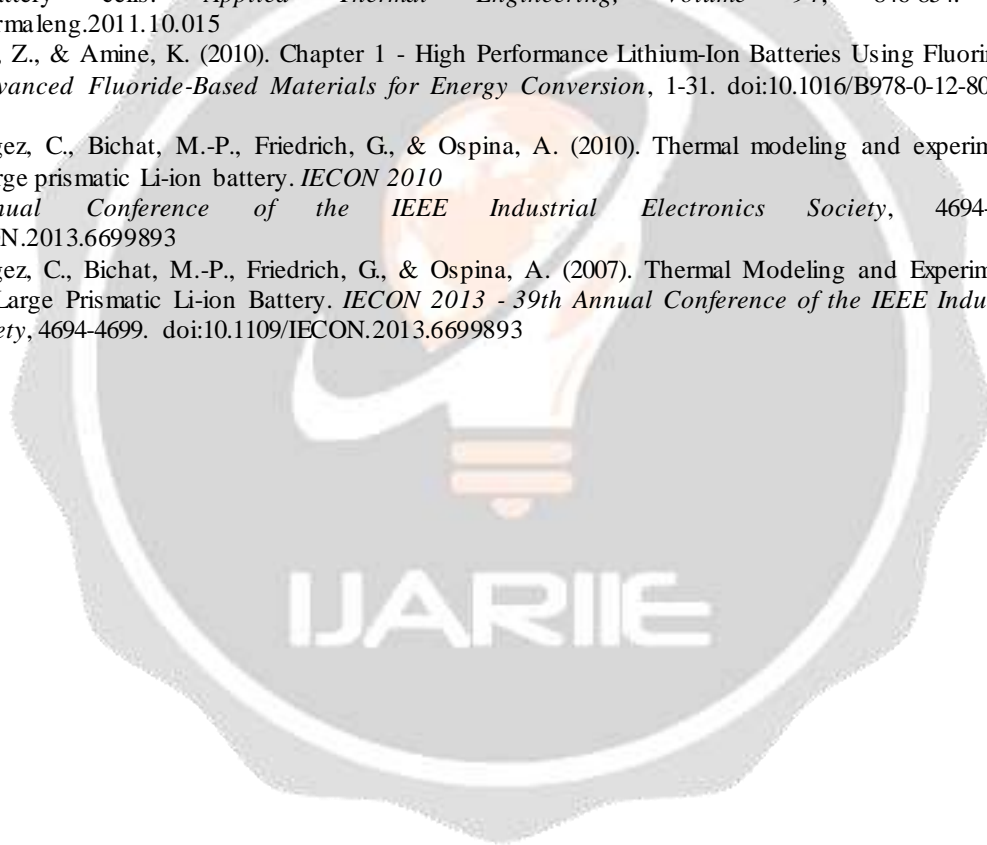 cells. Applied Thermal Engineering, Volume
rmaleng.2011.10.015
, Z., & Amine, K. (2010). Chapter 1 - High Performance Lithium-Ion Batteries Using Fluorin
vanced Fluoride-Based Materials for Energy Conversion, 1-31. doi:10.1016/B978-0-12-80
gez, C., Bichat, M.-P., Friedrich, G., & Ospina, A. (2010). Thermal modeling and experim
rge prismatic Li-ion battery. IECON 2010
nual Conference of the IEEE Industrial Electronics Society, 4694-
N.2013.6699893
gez, C., Bichat, M.-P., Friedrich, G., & Ospina, A. (2007). Thermal Modeling and Experim
Large Prismatic Li-ion Battery. IECON 2013 - 39th Annual Conference of the IEEE Indu
ety, 4694-4699. doi:10.1109/IECON.2013.6699893
IJARIIE